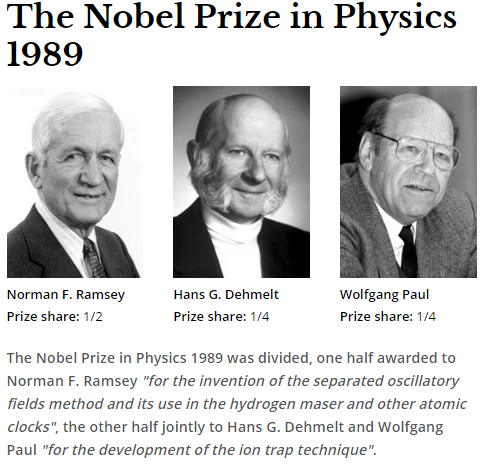 The Nobel Prize in Physics
1989
Norman F. Ramsey
Prize share: 1/2
Hans G. Dehmelt
Prize share: 1/4
Wolfgang Paul
Prize share: 1/4
The Nobel Prize in Physics 1989 was divided, one half awarded to
Norman F. Ramsey "for the invention of the separated oscillatory
fields method and its use in the hydrogen maser and other atomic
clocks", the other half jointly to Hans G. Dehmelt and Wolfgang
Paul "for the development of the ion trap technique".